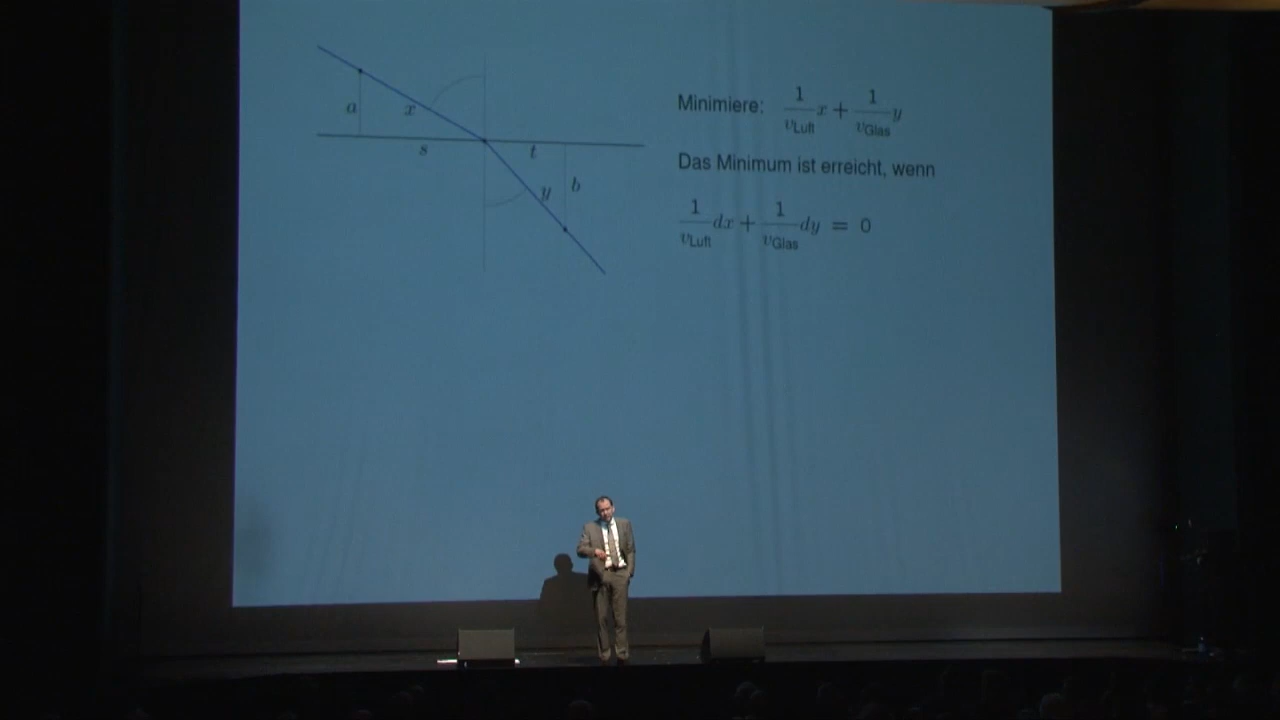 a
x
s
t
y
b
Minimiere: 1/v_Luft x + 1/v_Glas y
Das Minimum ist erreicht, wenn
1/v_Luft dx + 1/v_Glas dy = 0